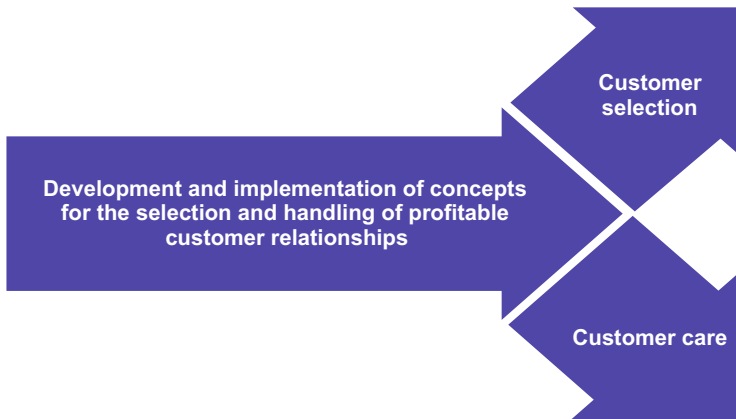 Customer
selection
Development and implementation of concepts
for the selection and handling of profitable
customer relationships
Customer care